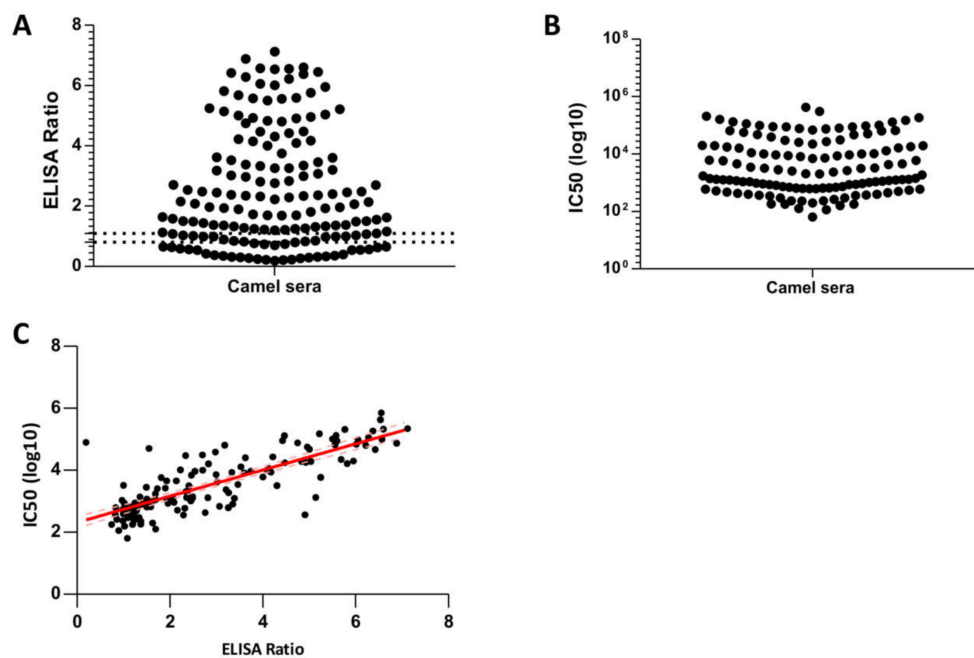 A
8
6
4
2
0
ELISA Ratio
Camel sera
B
10⁸
10⁶
10⁴
10²
10⁰
IC50 (log10)
Camel sera
C
8
6
4
2
0
IC50 (log10)
0 2 4 6 8
ELISA Ratio